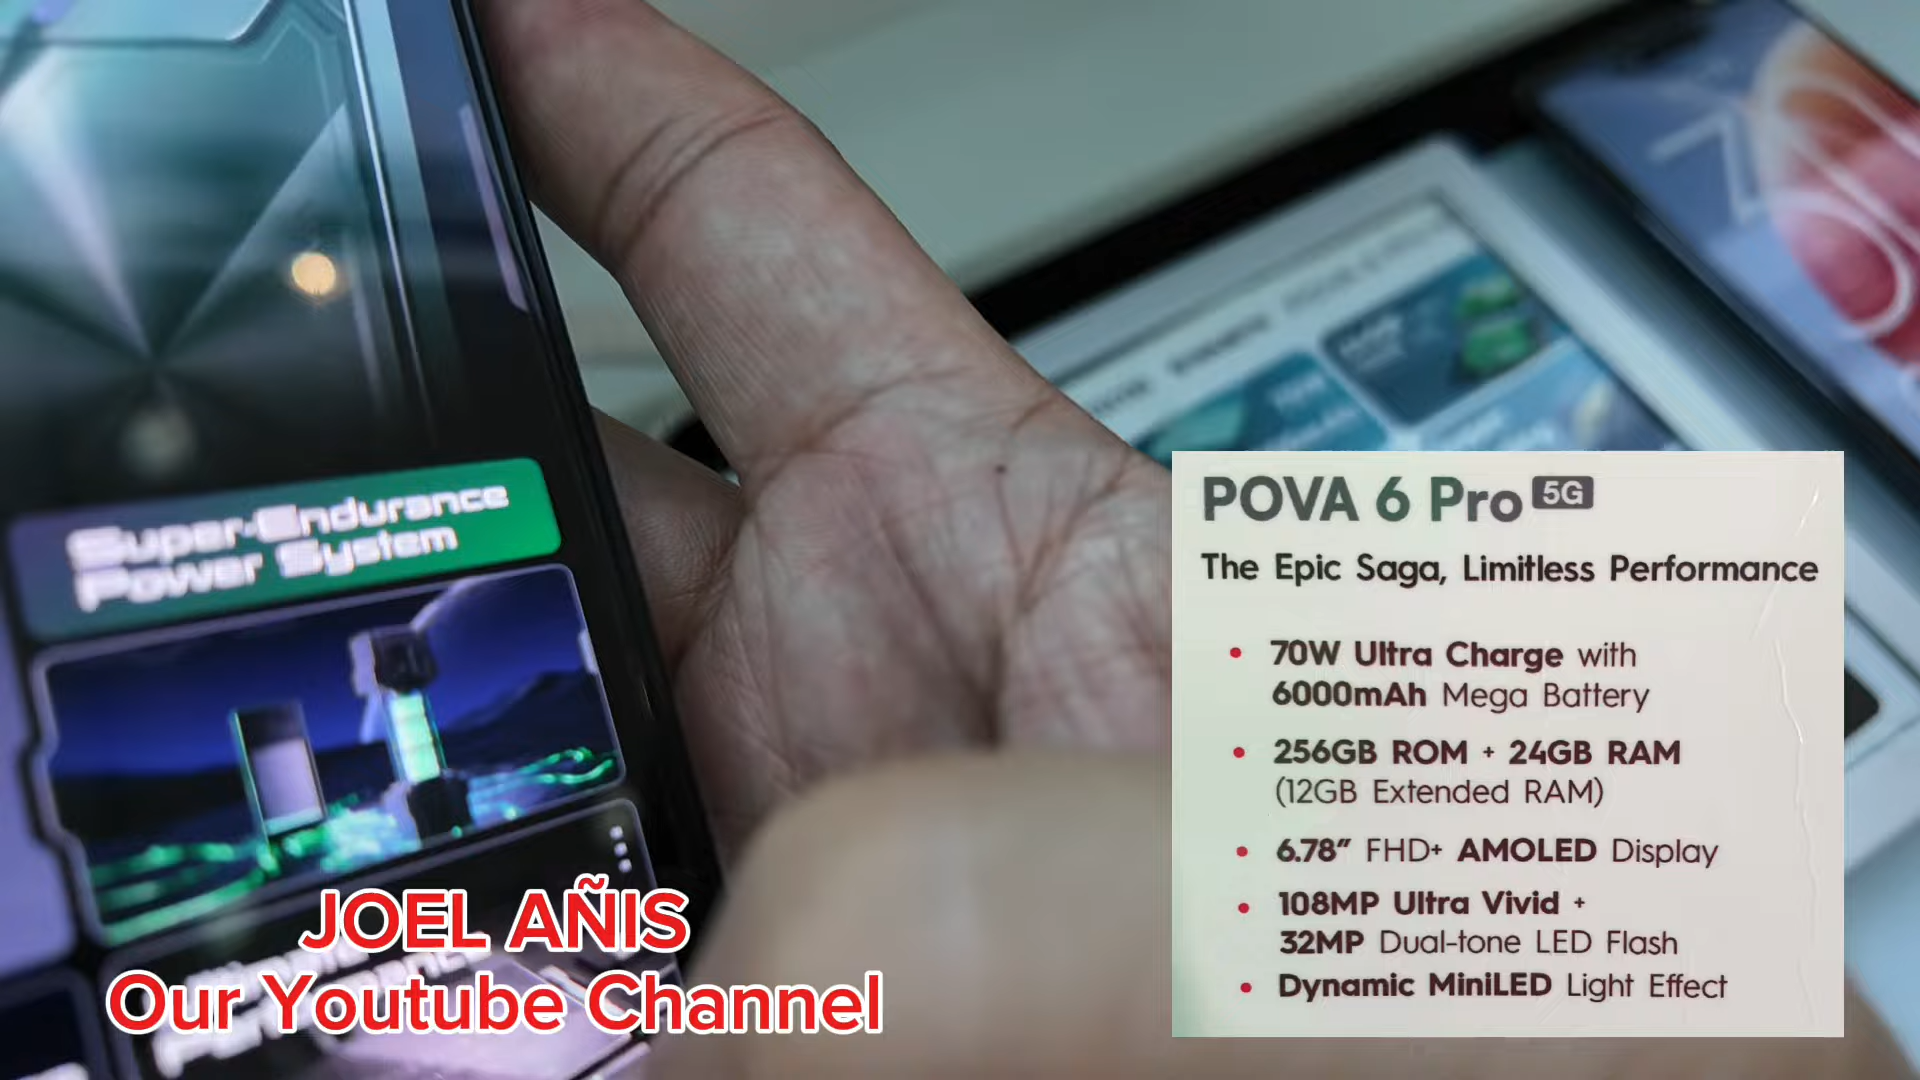 Super-Endurance
Power System
JOEL AÑIS
Our Youtube Channel
POVA 6 Pro 5G
The Epic Saga, Limitless Performance
• 70W Ultra Charge with
6000mAh Mega Battery
• 256GB ROM + 24GB RAM
(12GB Extended RAM)
• 6.78" FHD+ AMOLED Display
• 108MP Ultra Vivid +
32MP Dual-tone LED Flash
• Dynamic MiniLED Light Effect